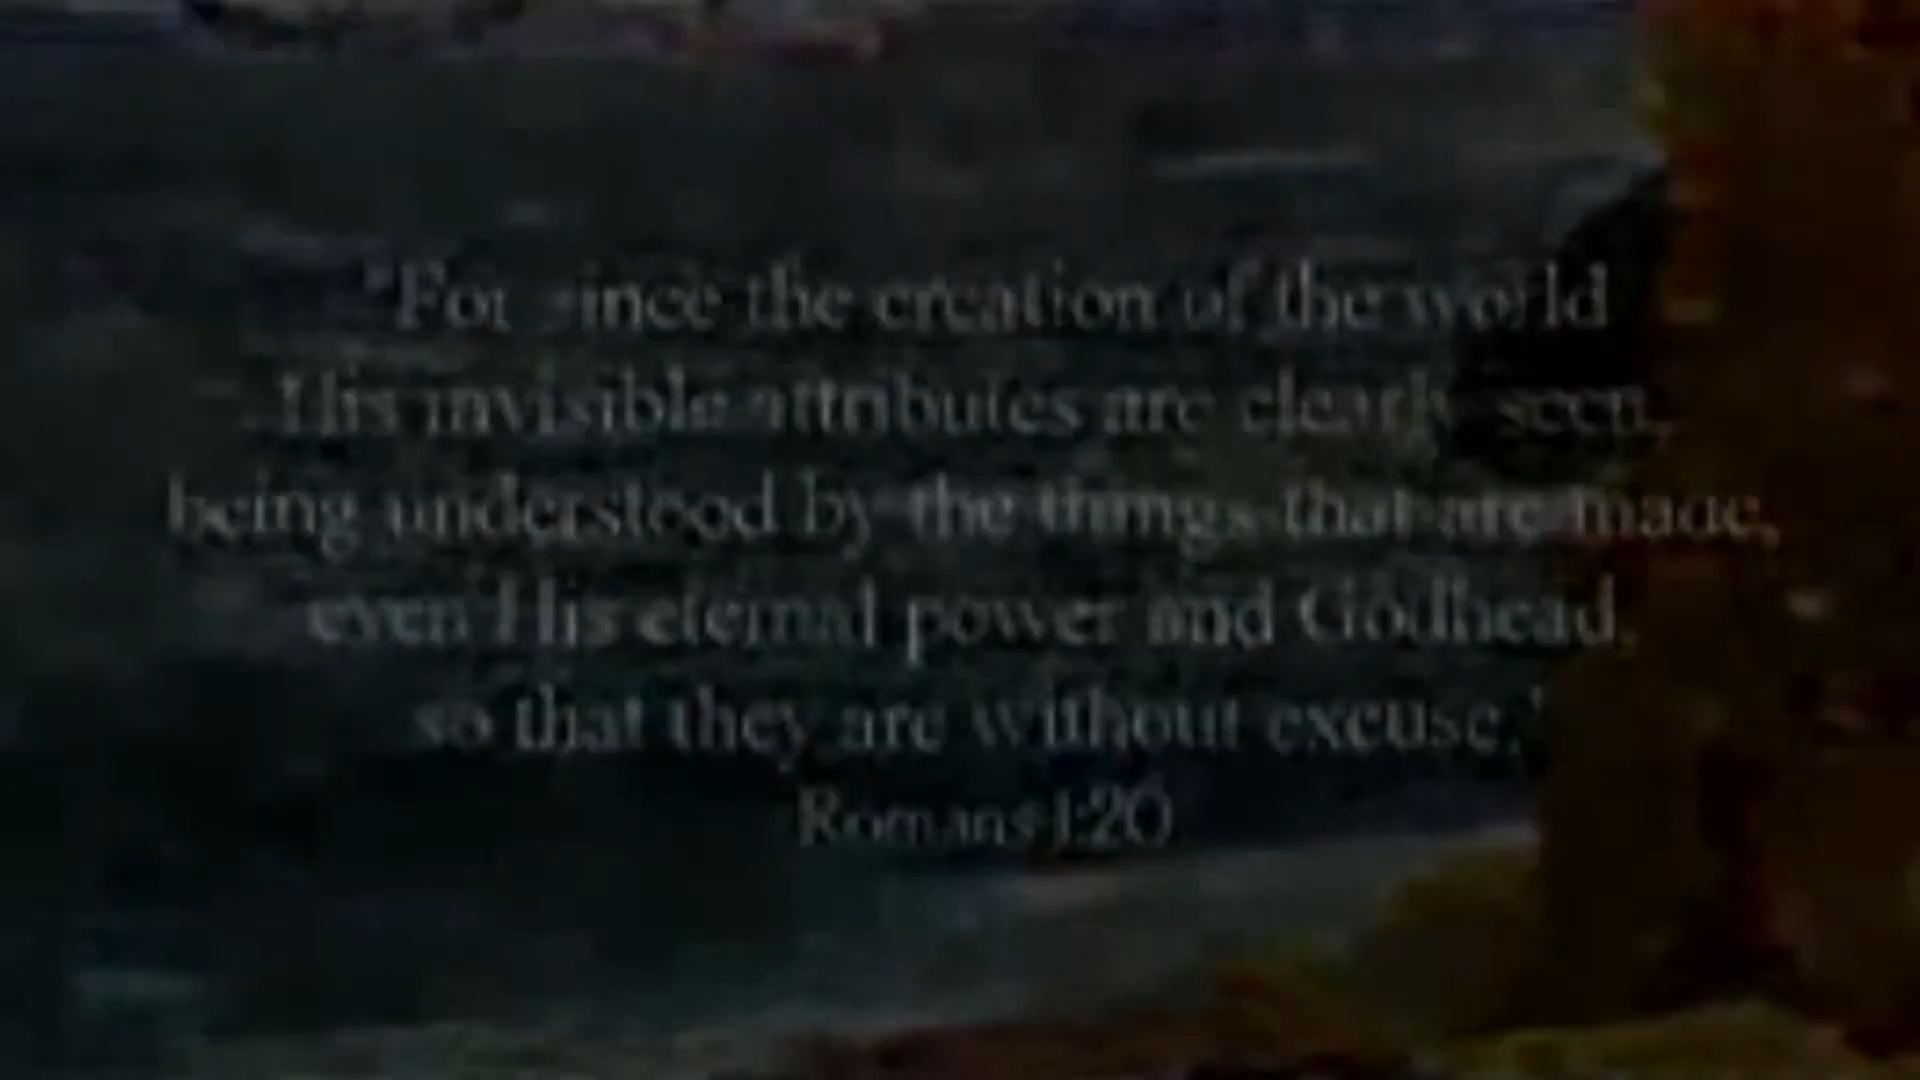 "For since the creation of the world
His invisible attributes are clearly seen,
being understood by the things that are made,
even His eternal power and Godhead,
so that they are without excuse,"
Romans 1:20